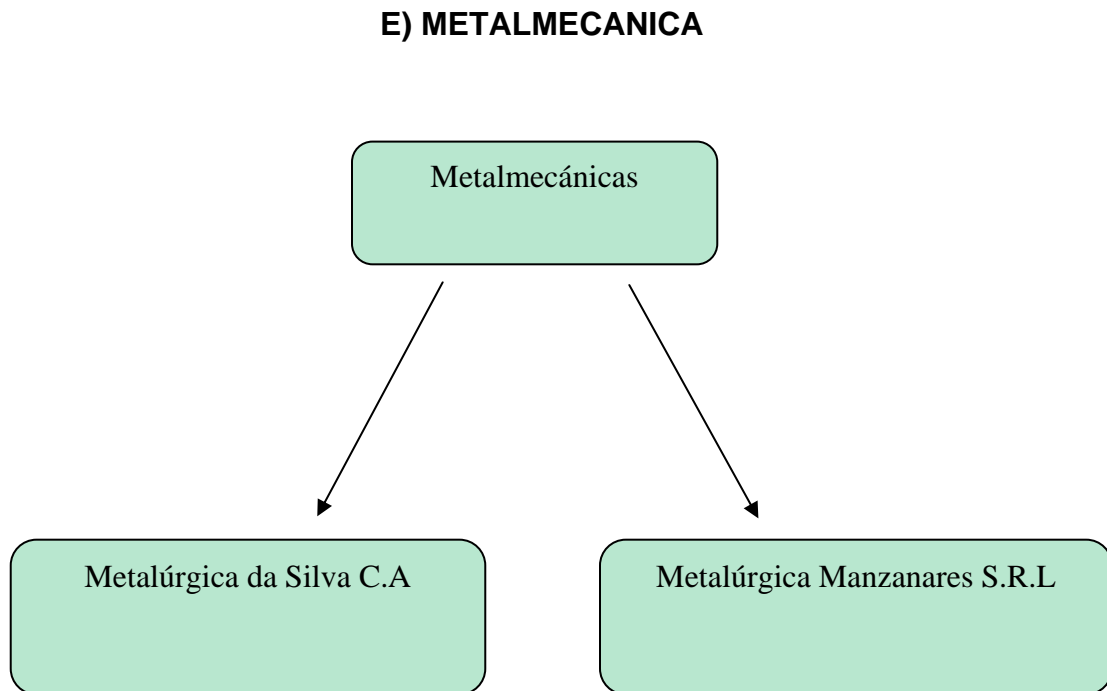 E) METALMECANICA
Metalmecánicas
Metalúrgica da Silva C.A
Metalúrgica Manzanares S.R.L